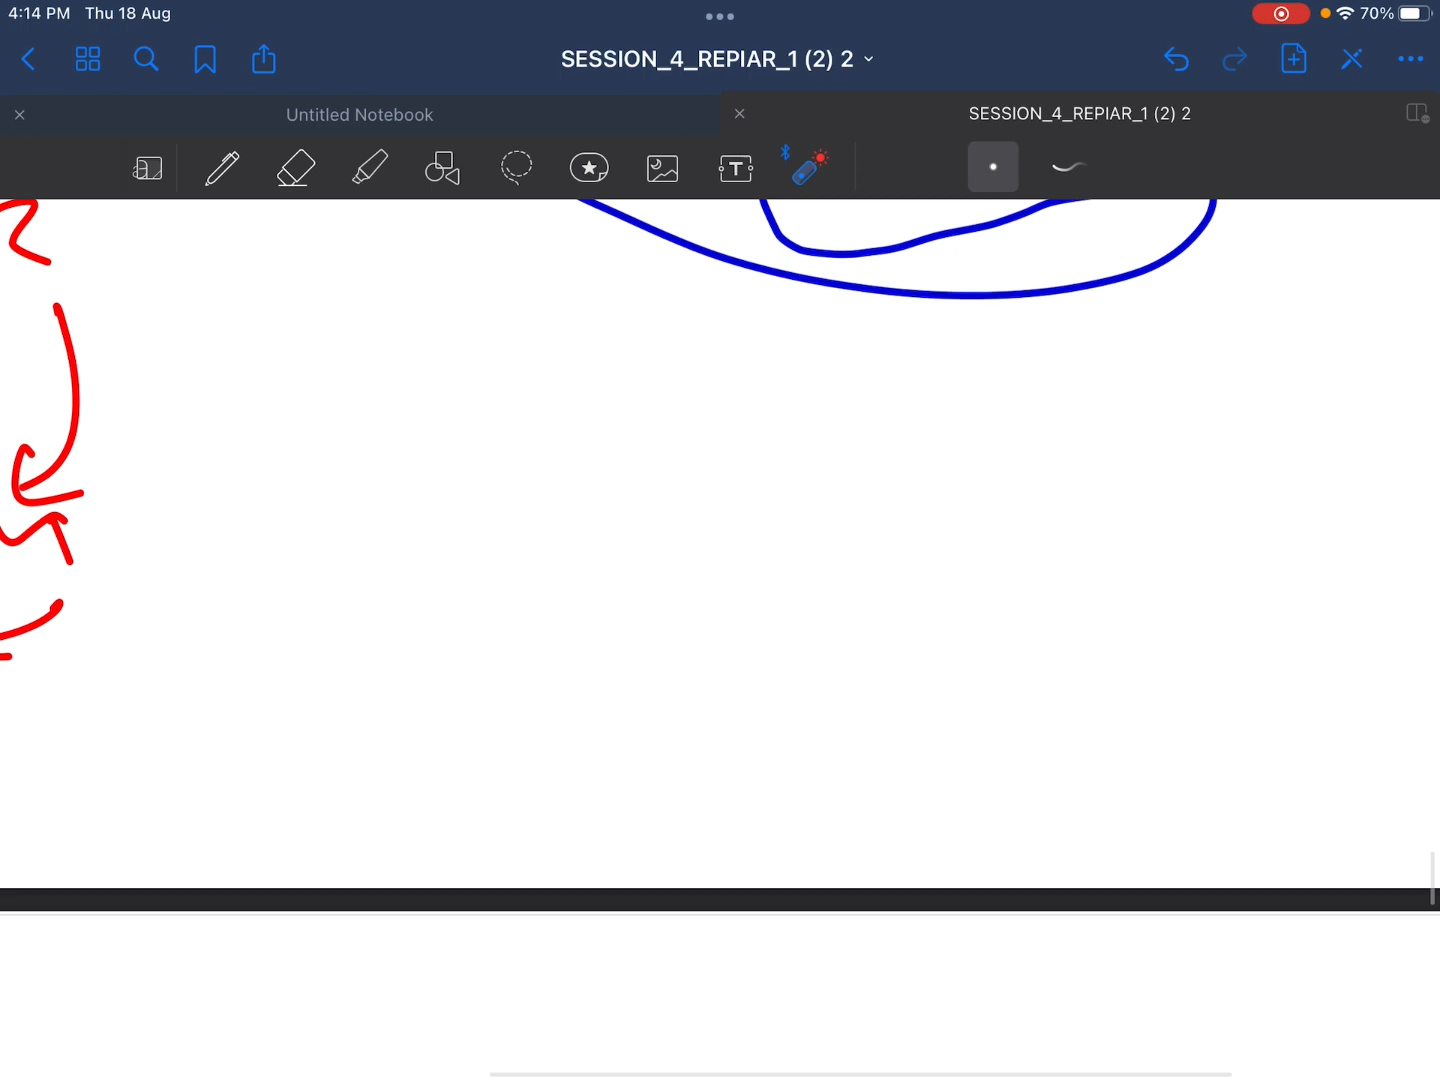 4:14 PM Thu 18 Aug
70%
SESSION_4_REPIAR_1 (2) 2
Untitled Notebook
SESSION_4_REPIAR_1 (2) 2